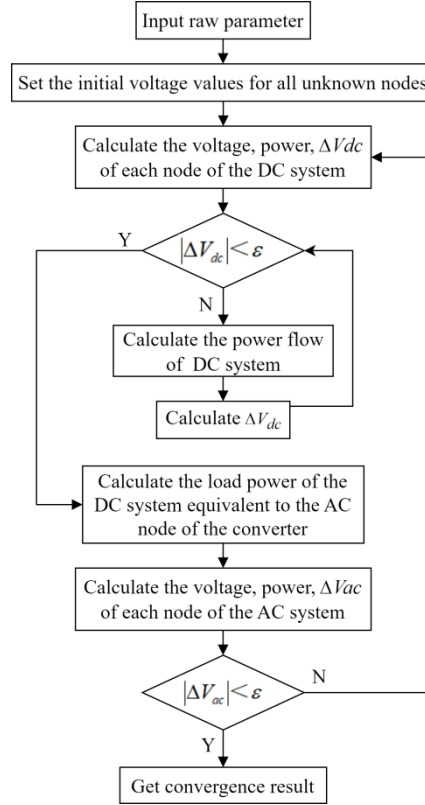 Input raw parameter
Set the initial voltage values for all unknown nodes
Calculate the voltage, power, ΔVdc
of each node of the DC system
Y
|ΔV_dc|<ε
N
Calculate the power flow
of DC system
Calculate ΔV_dc
Calculate the load power of the
DC system equivalent to the AC
node of the converter
Calculate the voltage, power, ΔVac
of each node of the AC system
|ΔV_ac|<ε
N
Y
Get convergence result